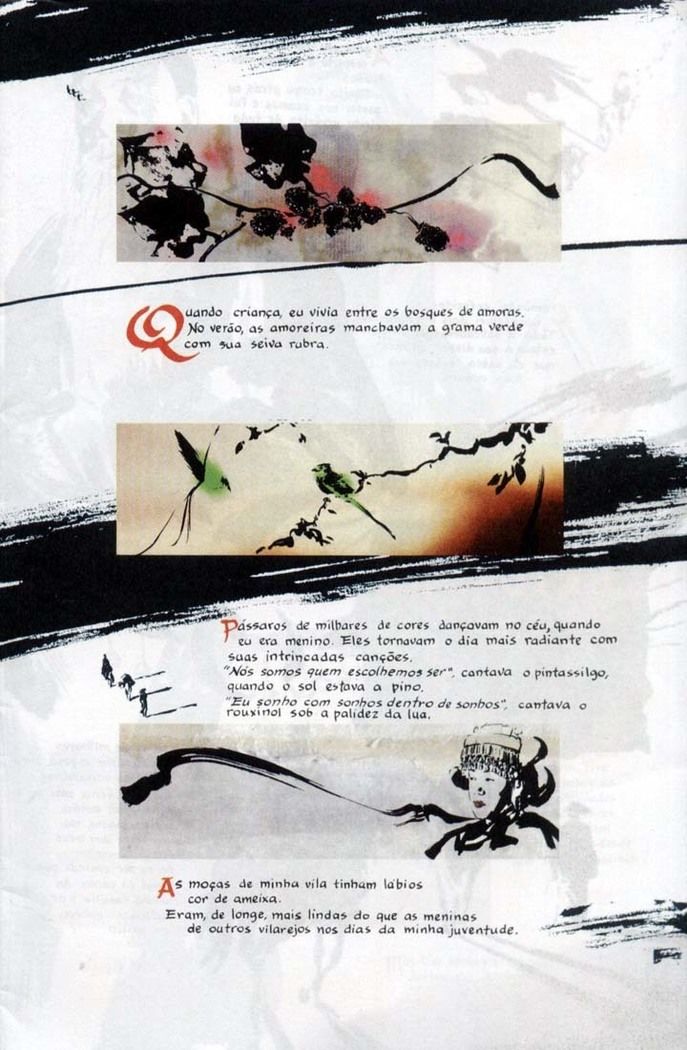 Quando criança, eu vivia entre os bosques de amoras.
No verão, as amoreiras manchavam a grama verde
com sua seiva rubra.
Pássaros de milhares de cores dançavam no céu, quando
eu era menino. Eles tornavam o dia mais radiante com
suas intrincadas canções.
"Nós somos quem escolhemos ser", cantava o pintassilgo,
quando o sol estava a pino.
"Eu sonho com sonhos dentro de sonhos", cantava o
rouxinol sob a palidez da lua.
As moças de minha vila tinham lábios
cor de ameixa.
Eram, de longe, mais lindas do que as meninas
de outros vilarejos nos dias da minha juventude.